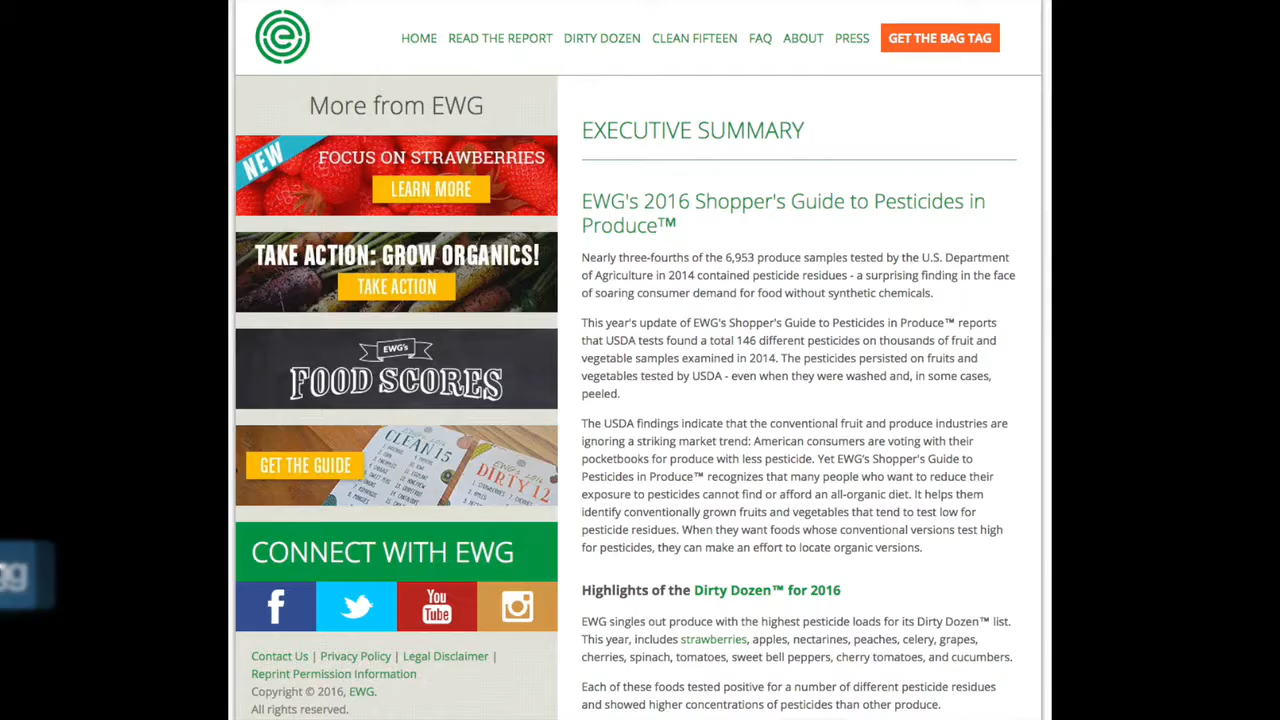 HOME READ THE REPORT DIRTY DOZEN CLEAN FIFTEEN FAQ ABOUT PRESS GET THE BAG TAG
More from EWG
NEW
FOCUS ON STRAWBERRIES
LEARN MORE
TAKE ACTION: GROW ORGANICS!
TAKE ACTION
EWG's
FOOD SCORES
GET THE GUIDE
CLEAN 15
EWG's 2016
DIRTY 12
CONNECT WITH EWG
You
Tube
Contact Us | Privacy Policy | Legal Disclaimer |
Reprint Permission Information
Copyright © 2016, EWG.
All rights reserved.
EXECUTIVE SUMMARY
EWG's 2016 Shopper's Guide to Pesticides in
Produce™
Nearly three-fourths of the 6,953 produce samples tested by the U.S. Department
of Agriculture in 2014 contained pesticide residues - a surprising finding in the face
of soaring consumer demand for food without synthetic chemicals.
This year's update of EWG's Shopper's Guide to Pesticides in Produce™ reports
that USDA tests found a total 146 different pesticides on thousands of fruit and
vegetable samples examined in 2014. The pesticides persisted on fruits and
vegetables tested by USDA - even when they were washed and, in some cases,
peeled.
The USDA findings indicate that the conventional fruit and produce industries are
ignoring a striking market trend: American consumers are voting with their
pocketbooks for produce with less pesticide. Yet EWG's Shopper's Guide to
Pesticides in Produce™ recognizes that many people who want to reduce their
exposure to pesticides cannot find or afford an all-organic diet. It helps them
identify conventionally grown fruits and vegetables that tend to test low for
pesticide residues. When they want foods whose conventional versions test high
for pesticides, they can make an effort to locate organic versions.
Highlights of the Dirty Dozen™ for 2016
EWG singles out produce with the highest pesticide loads for its Dirty Dozen™ list.
This year, includes strawberries, apples, nectarines, peaches, celery, grapes,
cherries, spinach, tomatoes, sweet bell peppers, cherry tomatoes, and cucumbers.
Each of these foods tested positive for a number of different pesticide residues
and showed higher concentrations of pesticides than other produce.